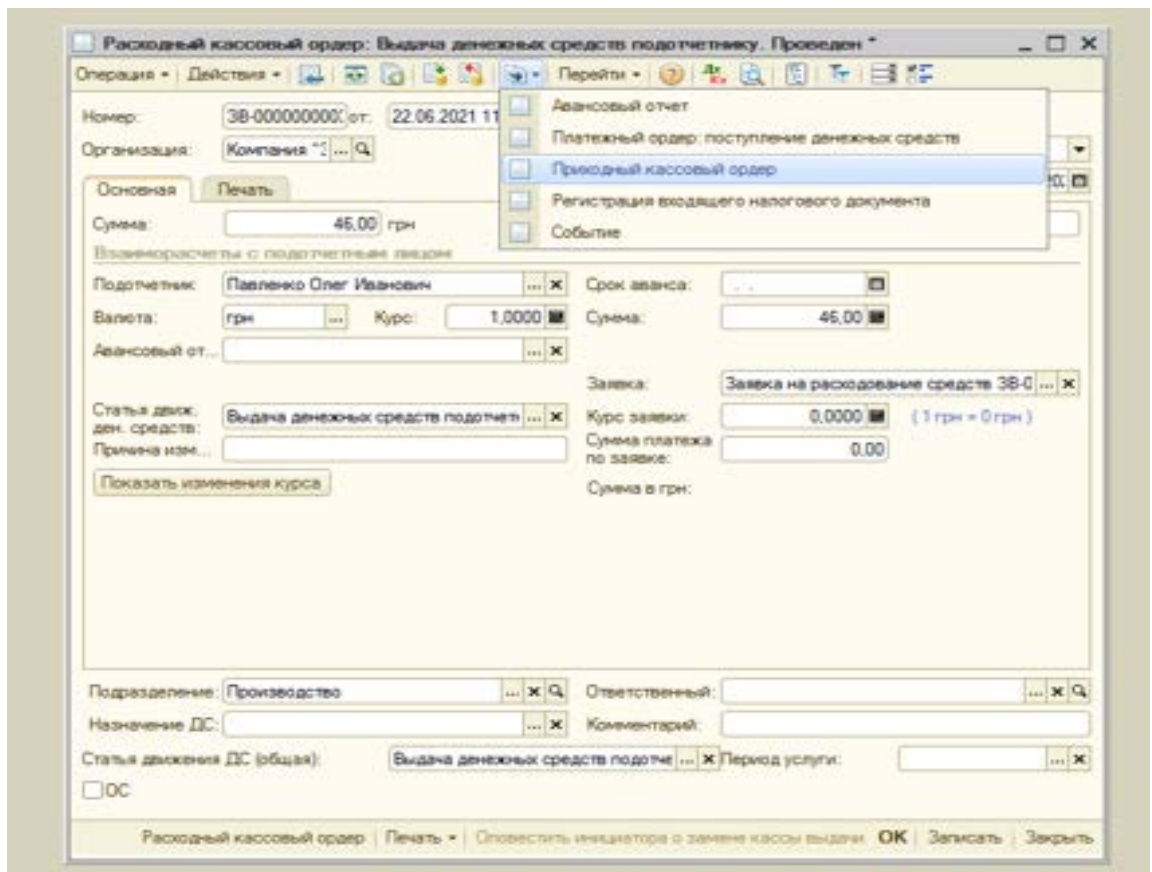 Расходный кассовый ордер: Выдача денежных средств подотчетнику. Проведен *
Операция Действия Перейти
Авансовый отчет
Номер: ЗВ-000000000 от: 22.06.2021 11
Платежный ордер: поступление денежных средств
Организация: Компания "З ...
Приходный кассовый ордер
Основная Печать
Регистрация входящего налогового документа
Сумма: 46,00 грн
Событие
Взаиморасчеты с подотчетным лицом
Подотчетник: Павленко Олег Иванович ... Срок аванса: . .
Валюта: грн ... Курс: 1,0000 Сумма: 46,00
Авансовый от... ...
Заявка: Заявка на расходование средств ЗВ-0 ...
Статья движ. ден. средств: Выдача денежных средств подотчетн ... Курс заявки: 0,0000 ( 1 грн = 0 грн )
Причина изм... Сумма платежа по заявке: 0,00
Показать изменения курса Сумма в грн:
Подразделение: Производство ... Ответственный: ...
Назначение ДС: ... Комментарий:
Статья движения ДС (общая): Выдача денежных средств подотче ... Период услуги: ...
ОС
Расходный кассовый ордер Печать Оповестить инициатора о замене кассы выдачи OK Записать Закрыть